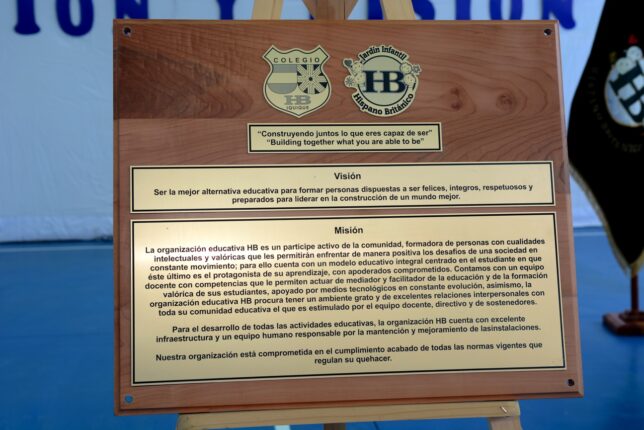 IÓN Y VISIÓN
COLEGIO
HB
IQUIQUE
Jardín Infantil
HB
Hispano Británico
"Construyendo juntos lo que eres capaz de ser"
"Building together what you are able to be"
Visión
Ser la mejor alternativa educativa para formar personas dispuestas a ser felices, íntegros, respetuosos y
preparados para liderar en la construcción de un mundo mejor.
Misión
La organización educativa HB es un partícipe activo de la comunidad, formadora de personas con cualidades
intelectuales y valóricas que les permitirán enfrentar de manera positiva los desafíos de una sociedad en
constante movimiento; para ello cuenta con un modelo educativo integral centrado en el estudiante en que
éste último es el protagonista de su aprendizaje, con apoderados comprometidos. Contamos con un equipo
docente con competencias que le permiten actuar de mediador y facilitador de la educación y de la formación
valórica de sus estudiantes, apoyado por medios tecnológicos en constante evolución, asimismo, la
organización educativa HB procura tener un ambiente grato y de excelentes relaciones interpersonales con
toda su comunidad educativa el que es estimulado por el equipo docente, directivo y de sostenedores.
Para el desarrollo de todas las actividades educativas, la organización HB cuenta con excelente
infraestructura y un equipo humano responsable por la mantención y mejoramiento de lasinstalaciones.
Nuestra organización está comprometida en el cumplimiento acabado de todas las normas vigentes que
regulan su quehacer.
HB